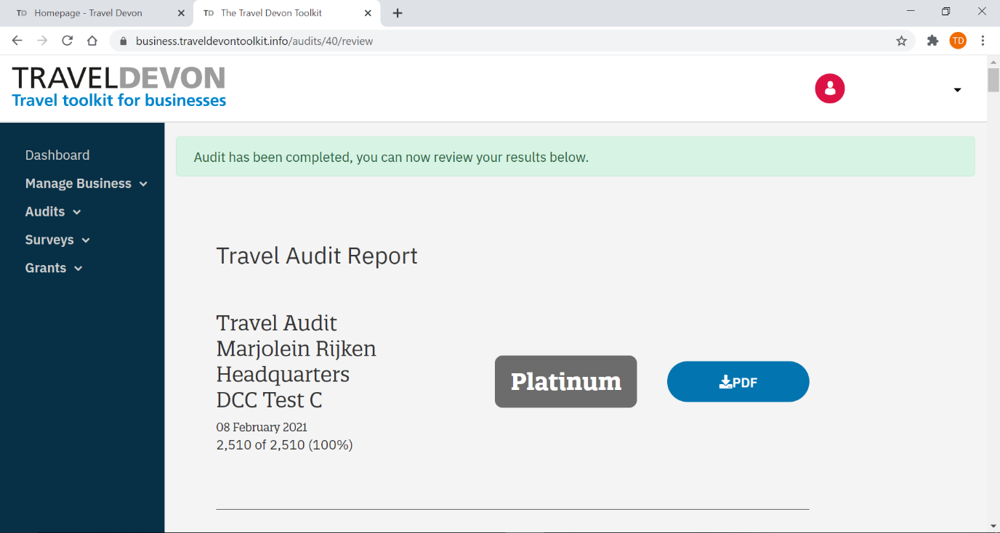 TD Homepage - Travel Devon
TD The Travel Devon Toolkit
business.traveldevontoolkit.info/audits/40/review
TD
TRAVELDEVON
Travel toolkit for businesses
Dashboard
Manage Business
Audits
Surveys
Grants
Audit has been completed, you can now review your results below.
Travel Audit Report
Travel Audit
Marjolein Rijken
Headquarters
DCC Test C
08 February 2021
2,510 of 2,510 (100%)
Platinum
PDF